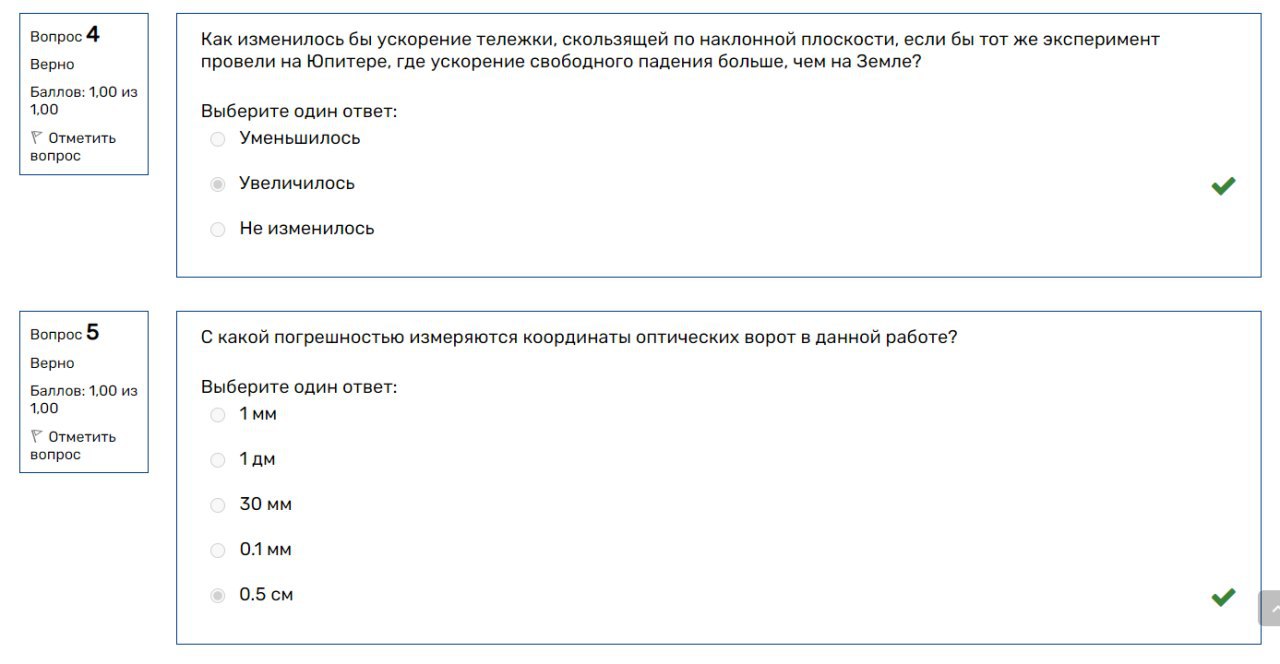 Вопрос 4
Верно
Баллов: 1,00 из
1,00
Отметить
вопрос
Как изменилось бы ускорение тележки, скользящей по наклонной плоскости, если бы тот же эксперимент
провели на Юпитере, где ускорение свободного падения больше, чем на Земле?
Выберите один ответ:
Уменьшилось
Увеличилось
Не изменилось
Вопрос 5
Верно
Баллов: 1,00 из
1,00
Отметить
вопрос
С какой погрешностью измеряются координаты оптических ворот в данной работе?
Выберите один ответ:
1 мм
1 дм
30 мм
0.1 мм
0.5 см